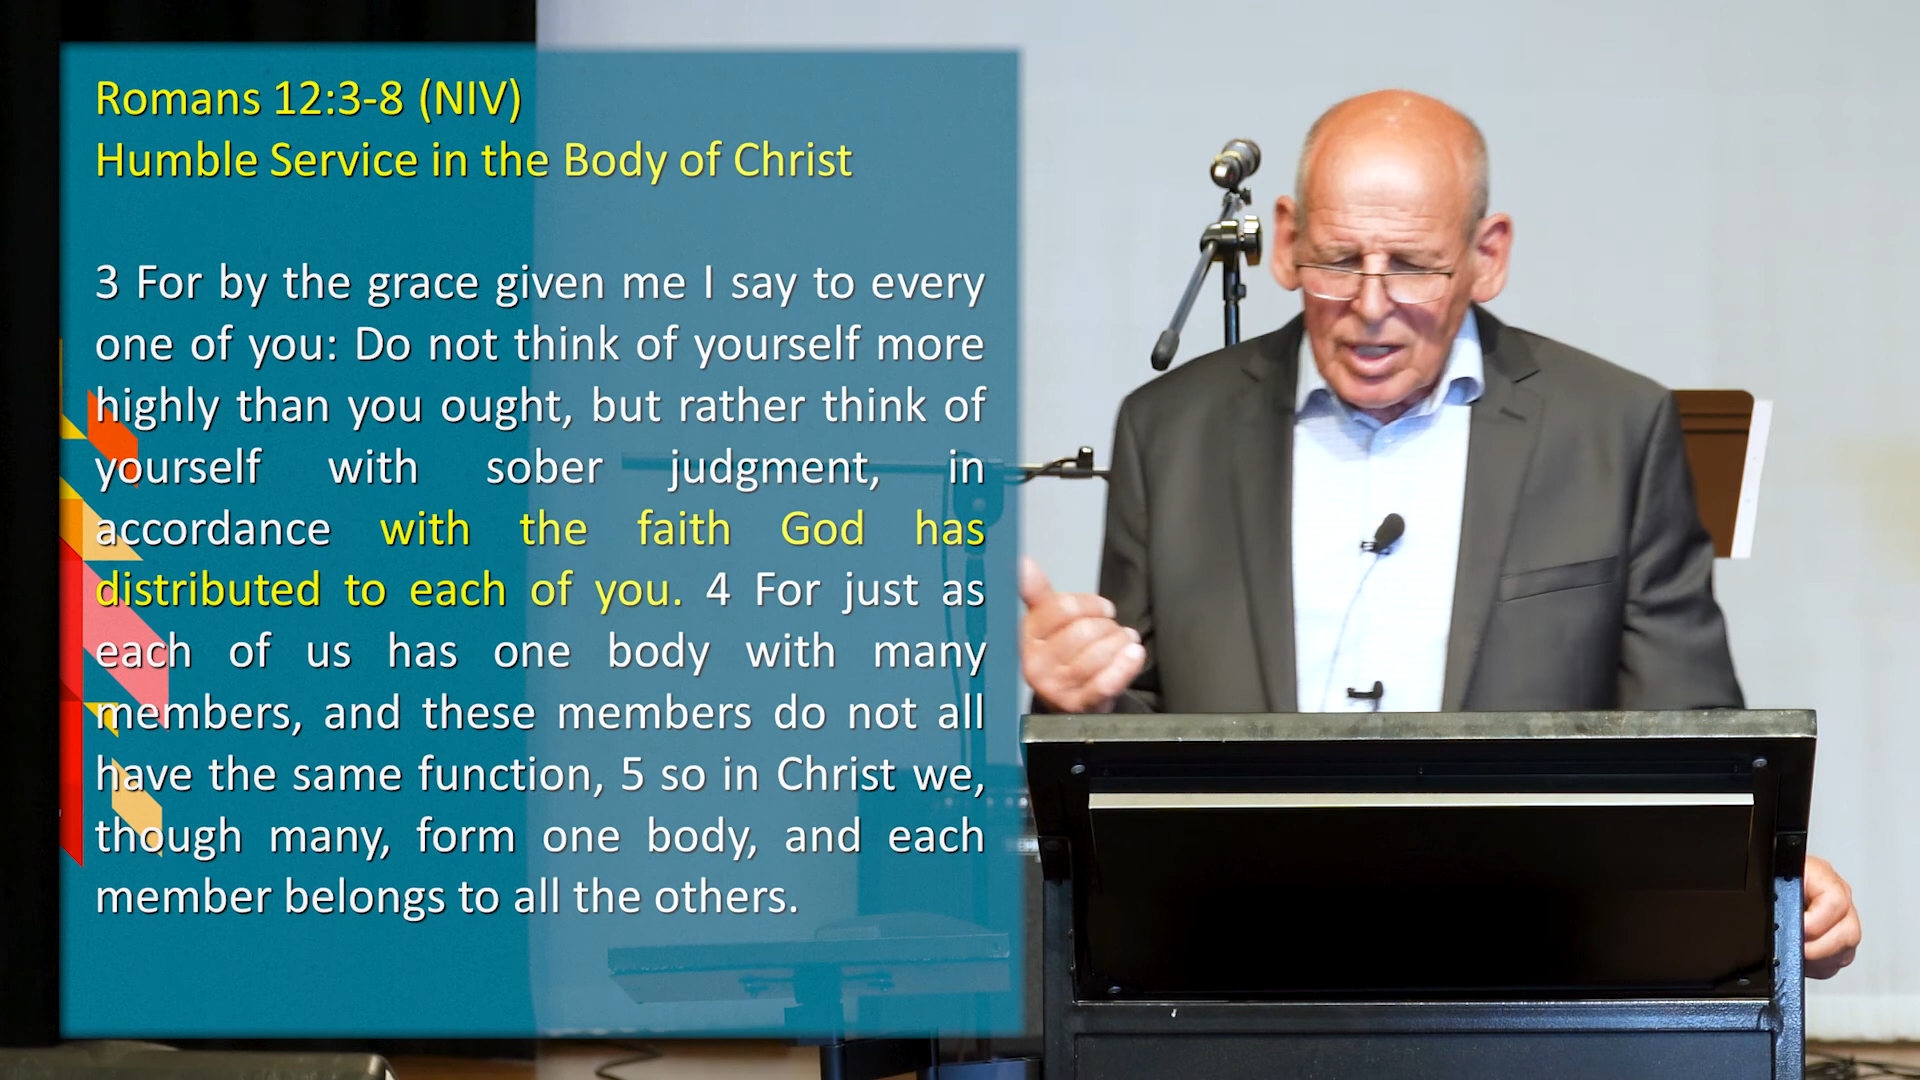 Romans 12:3-8 (NIV)
Humble Service in the Body of Christ
3 For by the grace given me I say to every
one of you: Do not think of yourself more
highly than you ought, but rather think of
yourself with sober judgment, in
accordance with the faith God has
distributed to each of you. 4 For just as
each of us has one body with many
members, and these members do not all
have the same function, 5 so in Christ we,
though many, form one body, and each
member belongs to all the others.